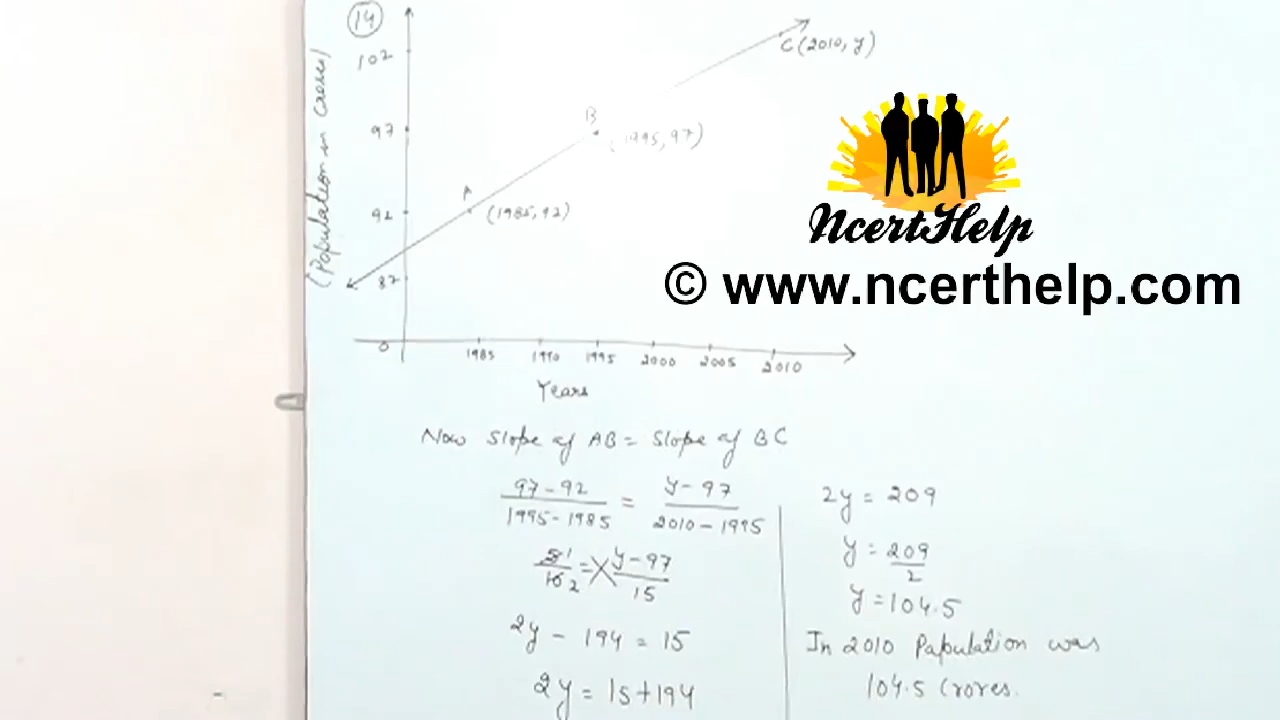 14
(Population in Crores)
102
97
92
87
0
A
(1985, 92)
B
(1995, 97)
C (2010, y)
1985 1990 1995 2000 2005 2010
Years
NcertHelp
© www.ncerthelp.com
Now Slope of AB = Slope of BC
97-92 / 1995-1985 = y-97 / 2010-1995
5 1 / 10 2 = y-97 / 15
2y - 194 = 15
2y = 15+194
2y = 209
y = 209 / 2
y = 104.5
In 2010 Papulation was
104.5 Crores.